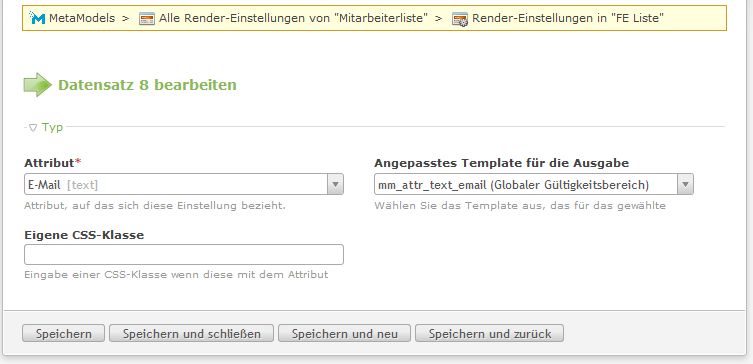 MetaModels > Alle Render-Einstellungen von "Mitarbeiterliste" > Render-Einstellungen in "FE Liste"
Datensatz 8 bearbeiten
Typ
Attribut* Angepasstes Template für die Ausgabe
E-Mail [text] mm_attr_text_email (Globaler Gültigkeitsbereich)
Attribut, auf das sich diese Einstellung bezieht. Wählen Sie das Template aus, das für das gewählte
Eigene CSS-Klasse
Eingabe einer CSS-Klasse wenn diese mit dem Attribut
Speichern Speichern und schließen Speichern und neu Speichern und zurück